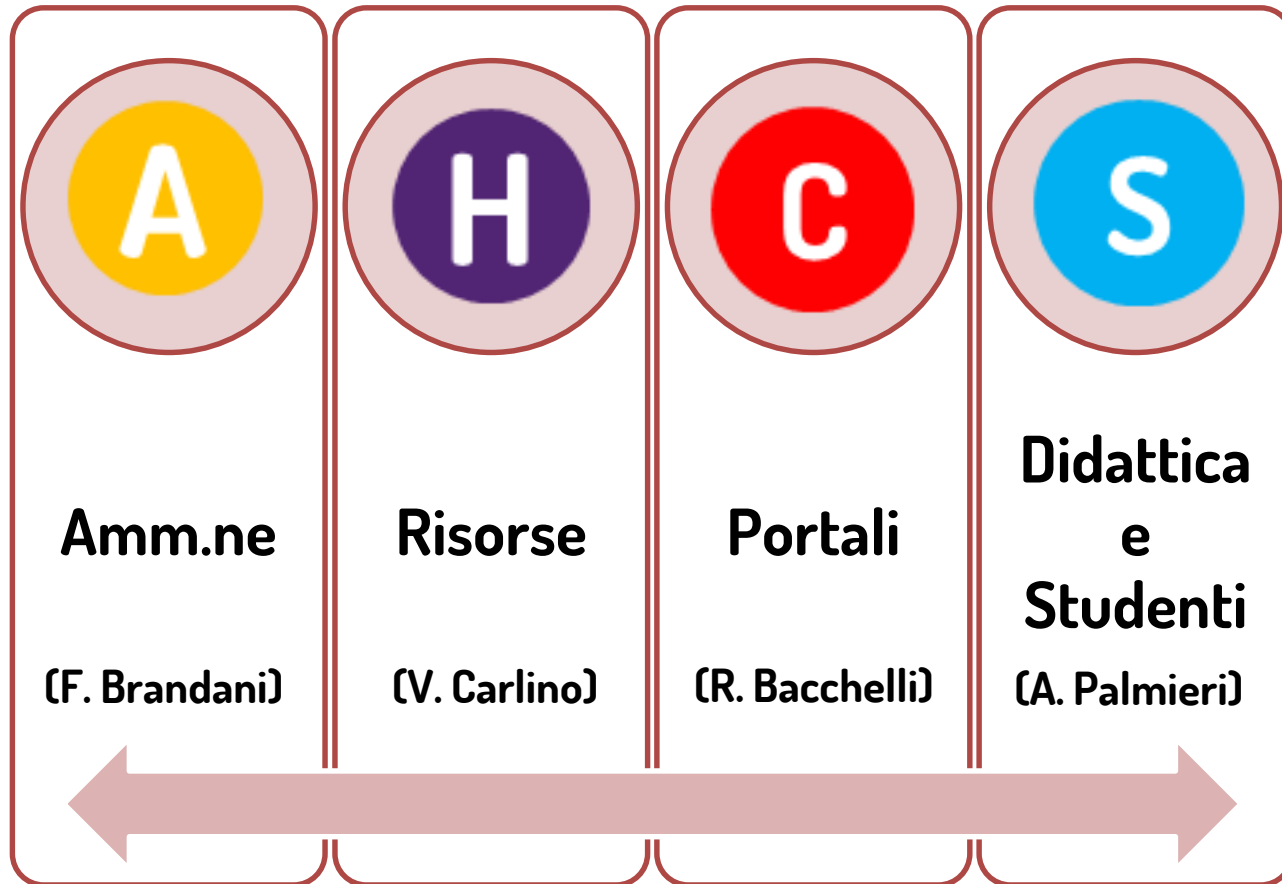 A
H
C
S
Amm.ne
(F. Brandani)
Risorse
(V. Carlino)
Portali
(R. Bacchelli)
Didattica
e
Studenti
(A. Palmieri)